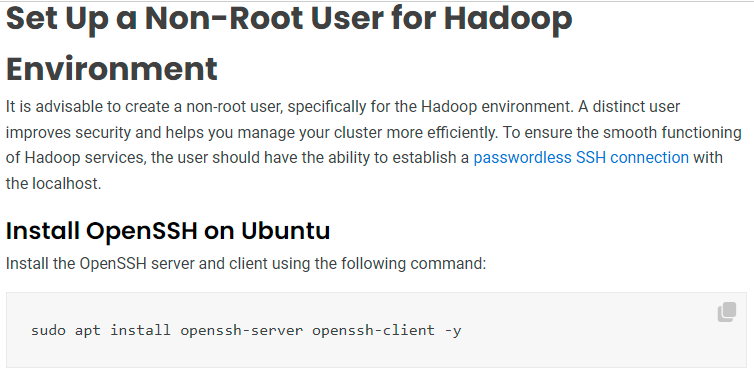 Set Up a Non-Root User for Hadoop
Environment
It is advisable to create a non-root user, specifically for the Hadoop environment. A distinct user
improves security and helps you manage your cluster more efficiently. To ensure the smooth functioning
of Hadoop services, the user should have the ability to establish a passwordless SSH connection with
the localhost.
Install OpenSSH on Ubuntu
Install the OpenSSH server and client using the following command:
sudo apt install openssh-server openssh-client -y